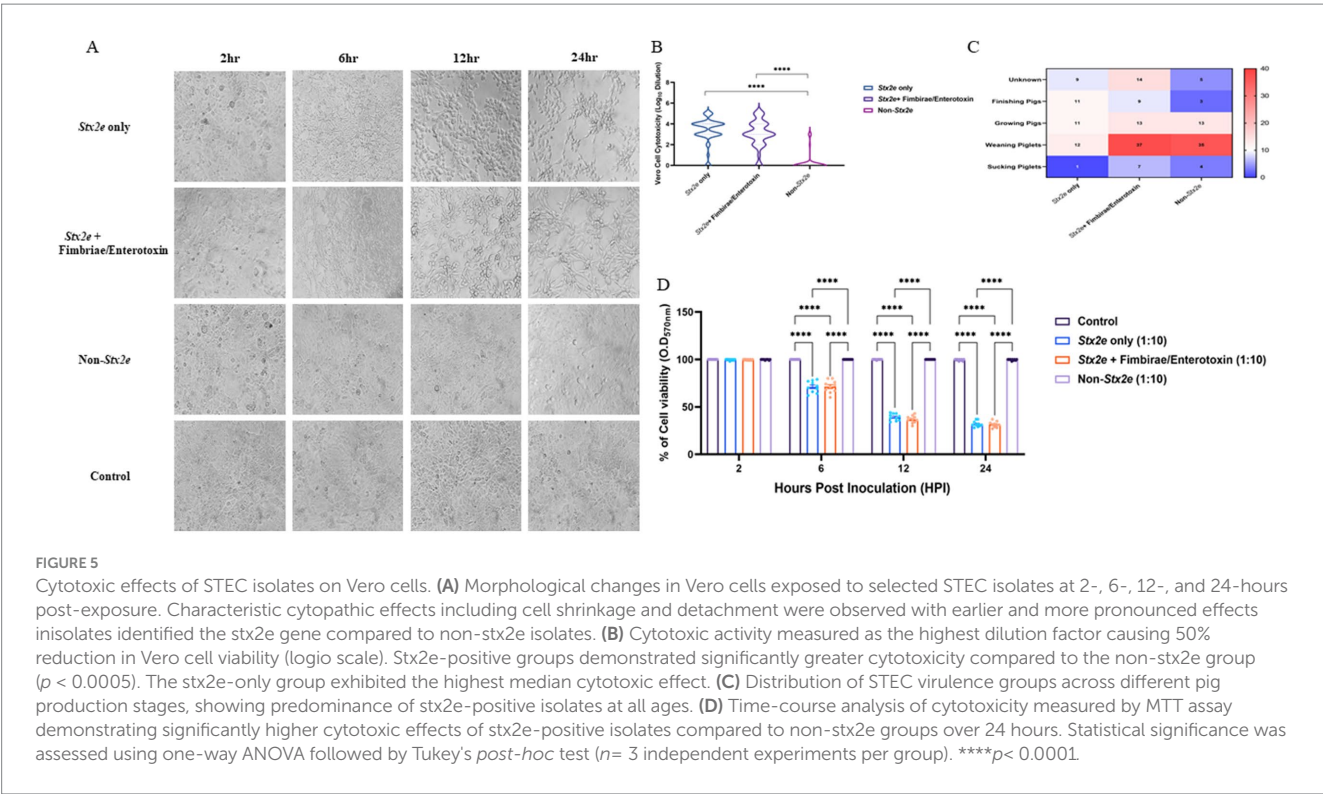 A
2hr 6hr 12hr 24hr
Stx2e only
Stx2e +
Fimbriae/Enterotoxin
Non-Stx2e
Control
B
Vero Cell Cytotoxicity (Log10 Dilution)
8
6
4
2
0
****
****
Stx2e only
Stx2e+ Fimbirae/Enterotoxin
Non-Stx2e
Stx2e only
Stx2e+ Fimbirae/Enterotoxin
Non-Stx2e
C
Unknown 9 14 5
Finishing Pigs 11 9
Growing Pigs 11 13 13
Weaning Piglets 12 37
Sucking Piglets 1 7
Stx2e only
Stx2e+ Fimbirae/Enterotoxin
Non-Stx2e
40
30
20
10
0
D
% of Cell viability (O.D570nm)
150
100
50
0
**** **** ****
**** **** **** **** **** ****
**** **** **** **** **** ****
2 6 12 24
Hours Post Inoculation (HPI)
Control
Stx2e only (1:10)
Stx2e + Fimbirae/Enterotoxin (1:10)
Non-Stx2e (1:10)
FIGURE 5
Cytotoxic effects of STEC isolates on Vero cells. (A) Morphological changes in Vero cells exposed to selected STEC isolates at 2-, 6-, 12-, and 24-hours
post-exposure. Characteristic cytopathic effects including cell shrinkage and detachment were observed with earlier and more pronounced effects
inisolates identified the stx2e gene compared to non-stx2e isolates. (B) Cytotoxic activity measured as the highest dilution factor causing 50%
reduction in Vero cell viability (logio scale). Stx2e-positive groups demonstrated significantly greater cytotoxicity compared to the non-stx2e group
(p < 0.0005). The stx2e-only group exhibited the highest median cytotoxic effect. (C) Distribution of STEC virulence groups across different pig
production stages, showing predominance of stx2e-positive isolates at all ages. (D) Time-course analysis of cytotoxicity measured by MTT assay
demonstrating significantly higher cytotoxic effects of stx2e-positive isolates compared to non-stx2e groups over 24 hours. Statistical significance was
assessed using one-way ANOVA followed by Tukey's post-hoc test (n= 3 independent experiments per group). ****p< 0.0001.